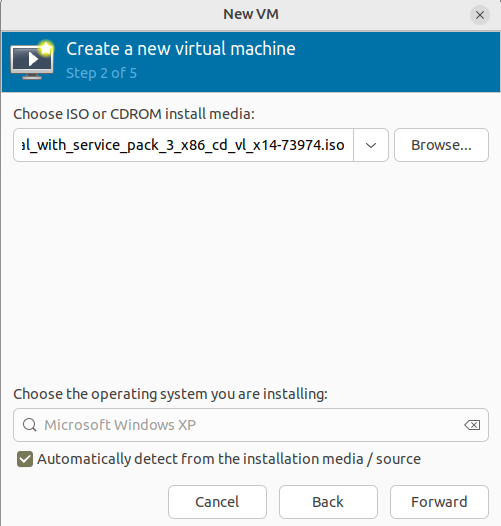 New VM
Create a new virtual machine
Step 2 of 5
Choose ISO or CDROM install media:
al_with_service_pack_3_x86_cd_vl_x14-73974.iso
Browse...
Choose the operating system you are installing:
Microsoft Windows XP
Automatically detect from the installation media / source
Cancel Back Forward